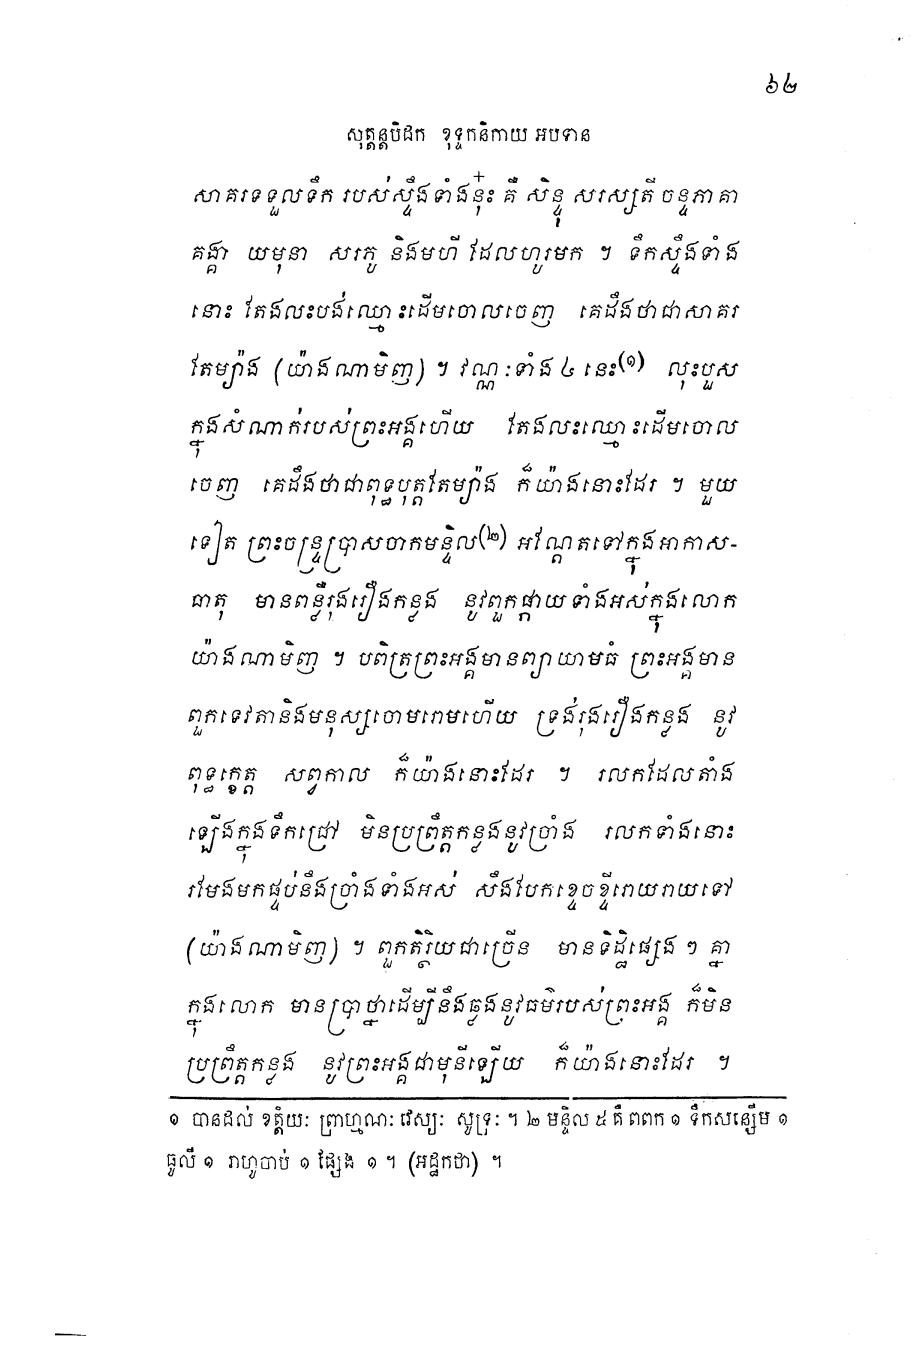 ៦២
សុត្តន្តបិដក ខុទ្ទកនិកាយ អបទាន
សាគរទទួលទឹក របស់ស្ទឹងទាំងនុ៎ះ គឺ សិន្ទុ សរស្សតី ចន្ទភាគា
គង្គា យមុនា សរភូ និងមហី ដែលហូរមក ។ ទឹកស្ទឹងទាំង
នោះ តែងលះបង់ឈ្មោះដើមចោលចេញ គេដឹងថាជាសាគរ
តែម្យ៉ាង (យ៉ាងណាមិញ) ។ វណ្ណៈទាំង ៤ នេះ(១) លុះបួស
ក្នុងសំណាក់របស់ព្រះអង្គហើយ តែងលះឈ្មោះដើមចោល
ចេញ គេដឹងថាជាពុទ្ធបុត្តតែម្យ៉ាង ក៏យ៉ាងនោះដែរ ។ មួយ
ទៀត ព្រះចន្ទ្រប្រាសចាកមន្ទិល(២) អណ្តែតទៅក្នុងអាកាស-
ធាតុ មានពន្លឺរុងរឿងកន្លង នូវពួកផ្កាយទាំងអស់ក្នុងលោក
យ៉ាងណាមិញ ។ បពិត្រព្រះអង្គមានព្យាយាមធំ ព្រះអង្គមាន
ពួកទេវតានិងមនុស្សចោមរោមហើយ ទ្រង់រុងរឿងកន្លង នូវ
ពុទ្ធក្ខេត្ត សព្វកាល ក៏យ៉ាងនោះដែរ ។ រលកដែលតាំង
ឡើងក្នុងទឹកជ្រៅ មិនប្រព្រឹត្តកន្លងនូវច្រាំង រលកទាំងនោះ
រមែងមកផ្ទប់នឹងច្រាំងទាំងអស់ សឹងបែកខ្ទេចខ្ទីរោយរាយទៅ
(យ៉ាងណាមិញ) ។ ពួកតិរ្ថិយជាច្រើន មានទិដ្ឋិផ្សេង ៗ គ្នា
ក្នុងលោក មានប្រាថ្នាដើម្បីនឹងឆ្លងនូវធម៌របស់ព្រះអង្គ ក៏មិន
ប្រព្រឹត្តកន្លង នូវព្រះអង្គជាមុនីឡើយ ក៏យ៉ាងនោះដែរ ។
១ បានដល់ ខត្តិយៈ ព្រាហ្មណៈ វេស្សៈ សូទ្រៈ ។ ២ មន្ទិល ៥ គឺ ពពក ១ ទឹកសន្សើម ១
ធូលី ១ រាហូចាប់ ១ ផ្សែង ១ ។ (អដ្ឋកថា) ។